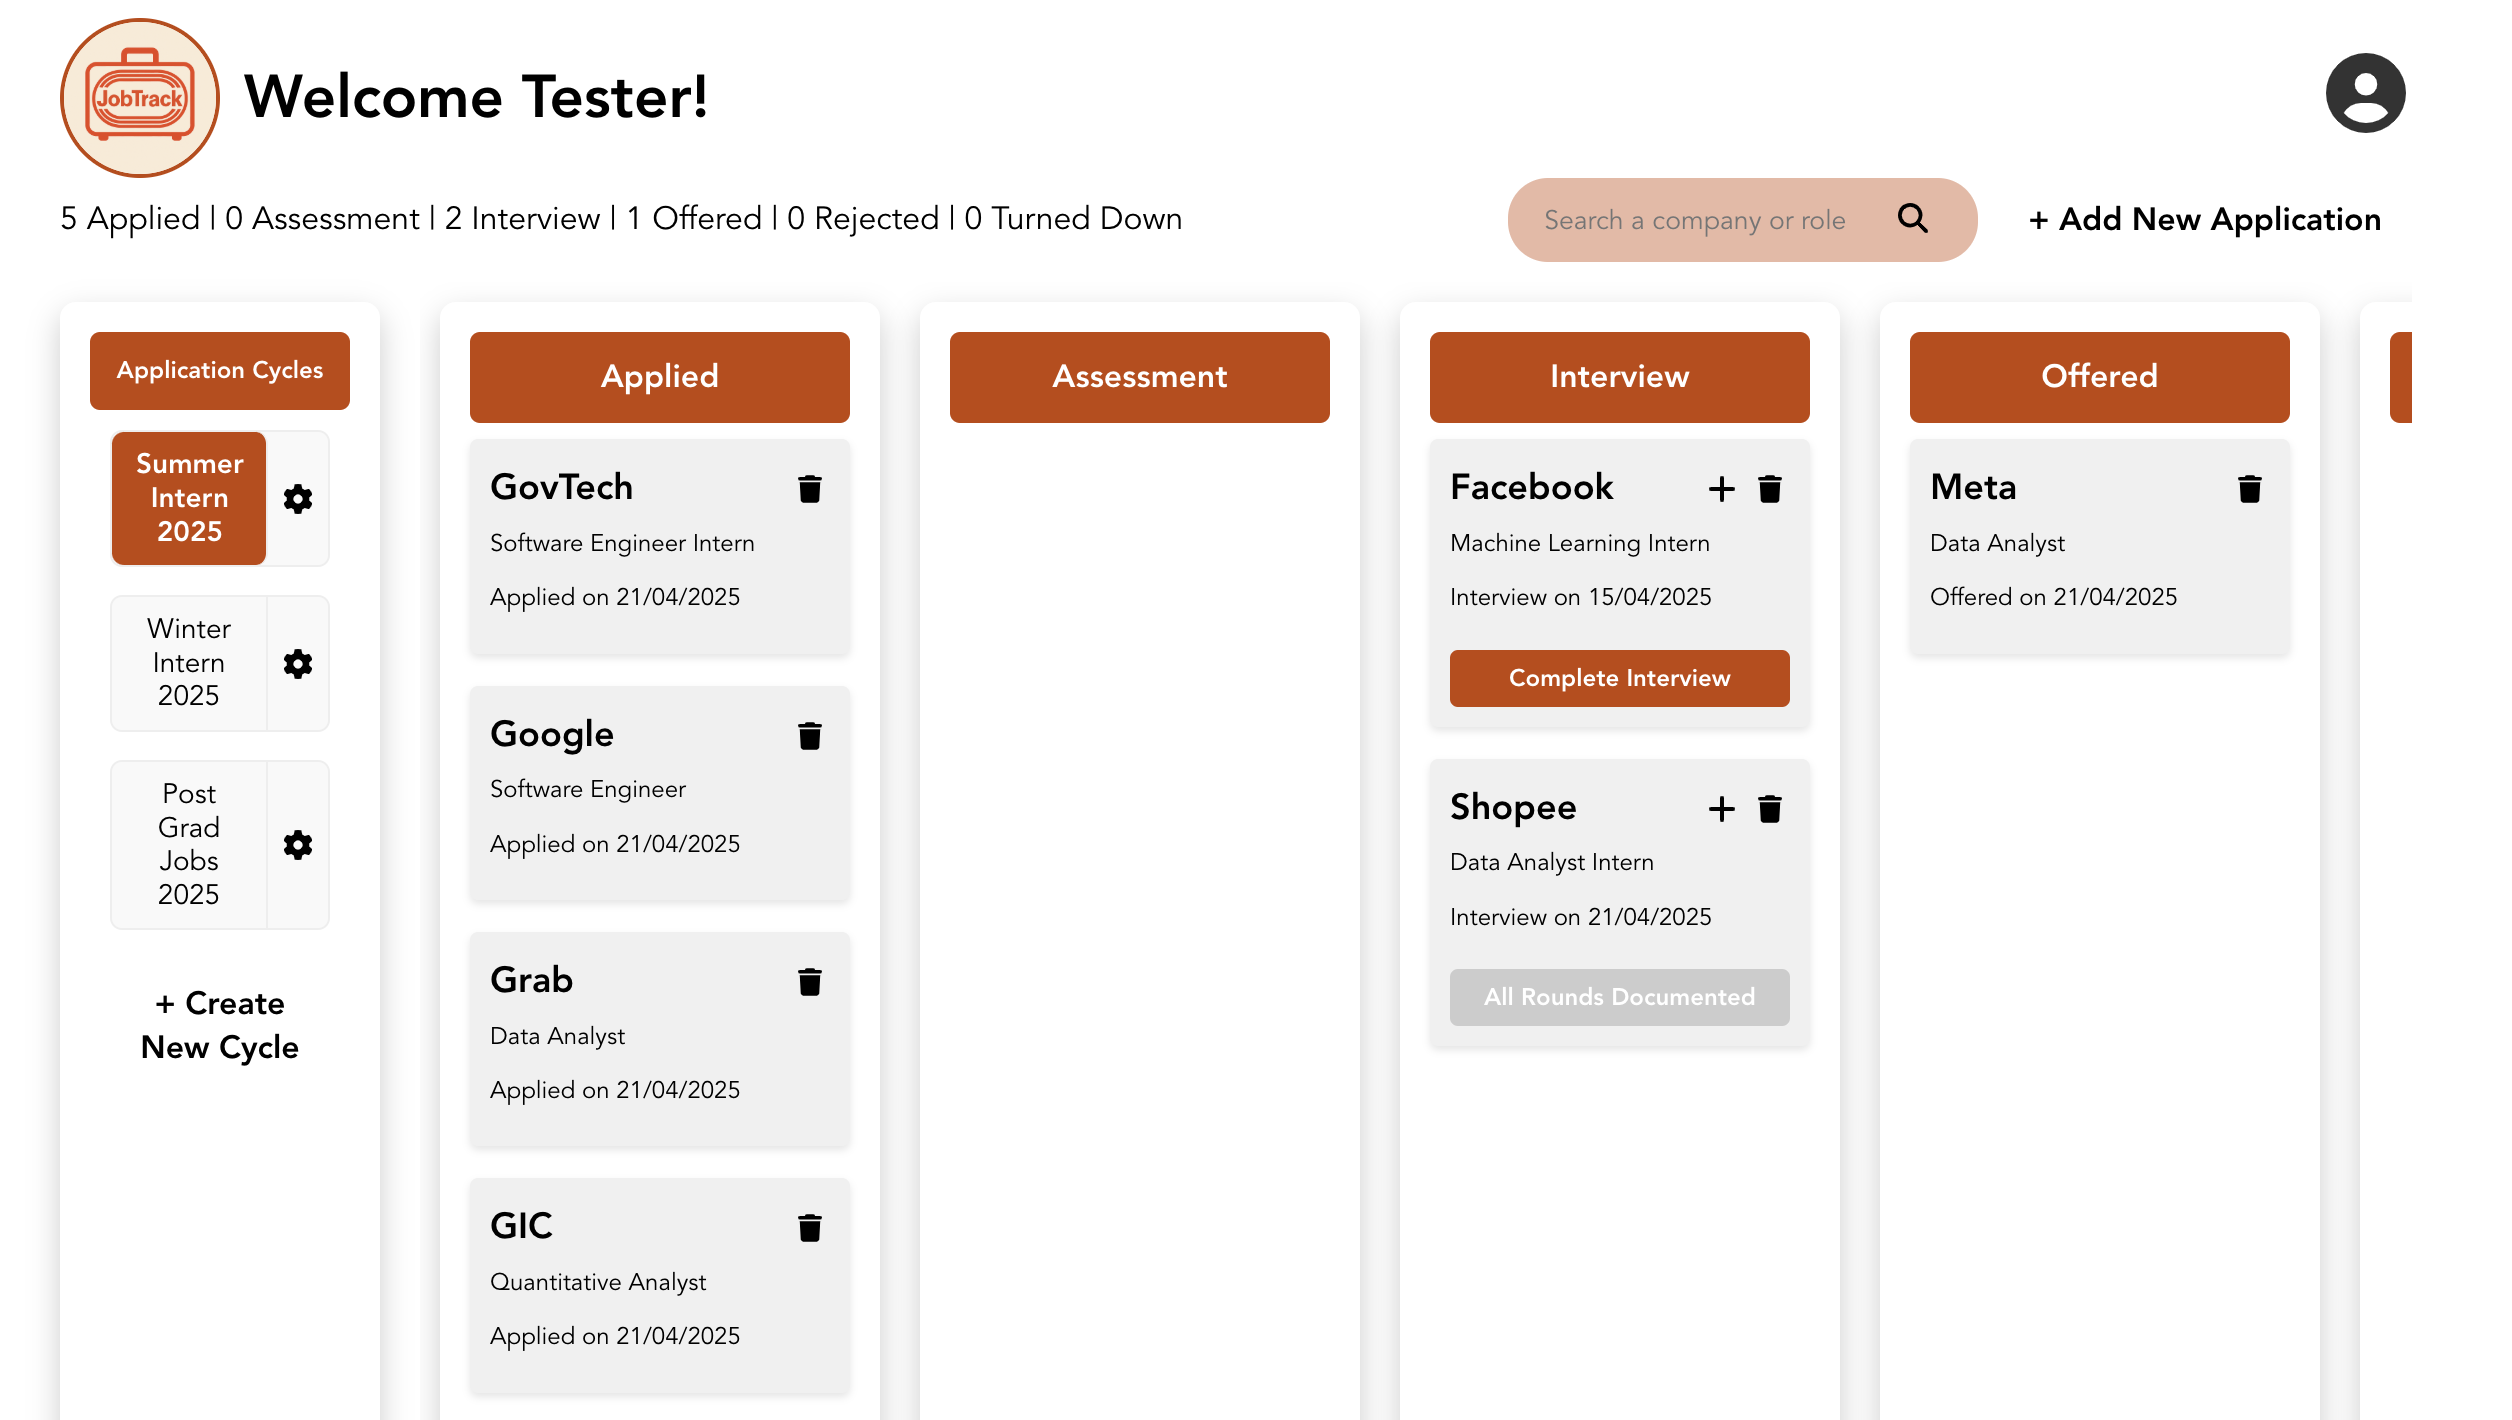 JobTrack
Welcome Tester!
5 Applied | 0 Assessment | 2 Interview | 1 Offered | 0 Rejected | 0 Turned Down
Search a company or role
+ Add New Application
Application Cycles
Summer
Intern
2025
Winter
Intern
2025
Post
Grad
Jobs
2025
+ Create
New Cycle
Applied
GovTech
Software Engineer Intern
Applied on 21/04/2025
Google
Software Engineer
Applied on 21/04/2025
Grab
Data Analyst
Applied on 21/04/2025
GIC
Quantitative Analyst
Applied on 21/04/2025
Assessment
Interview
Facebook
Machine Learning Intern
Interview on 15/04/2025
Complete Interview
Shopee
Data Analyst Intern
Interview on 21/04/2025
All Rounds Documented
Offered
Meta
Data Analyst
Offered on 21/04/2025